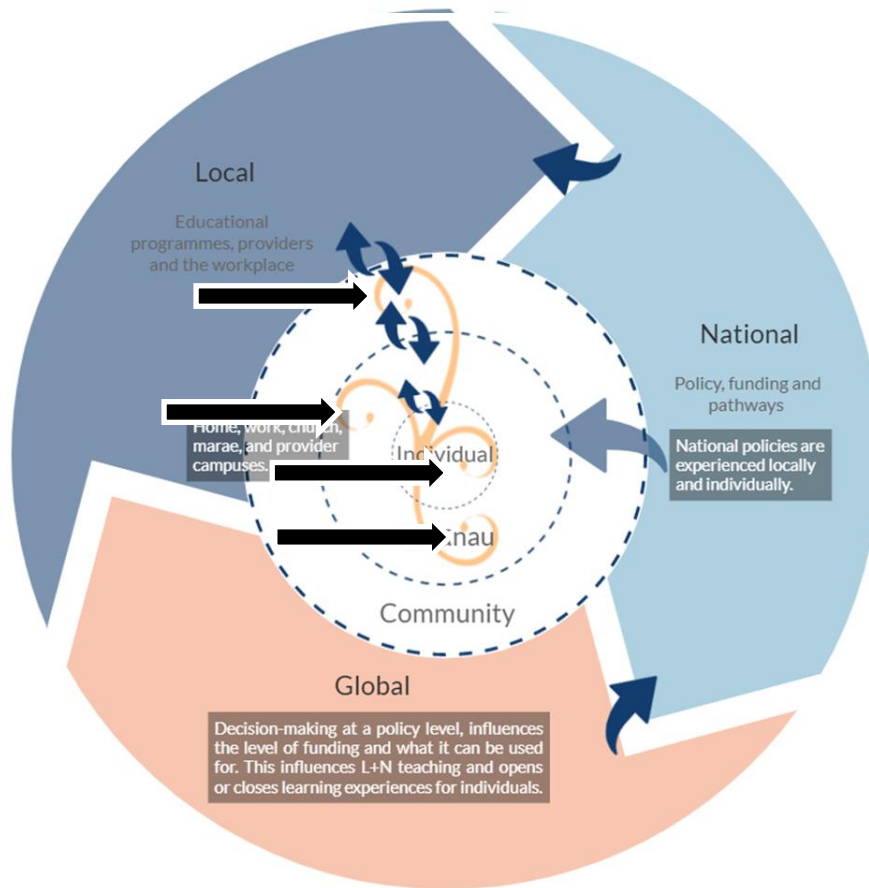 Local
Educational
programmes, providers
and the workplace
National
Policy, funding and
pathways
National policies are
experienced locally
and individually.
Home, work, church,
marae, and provider
campuses.
Individual
Community
Global
Decision-making at a policy level, influences
the level of funding and what it can be used
for. This influences L+N teaching and opens
or closes learning experiences for individuals.